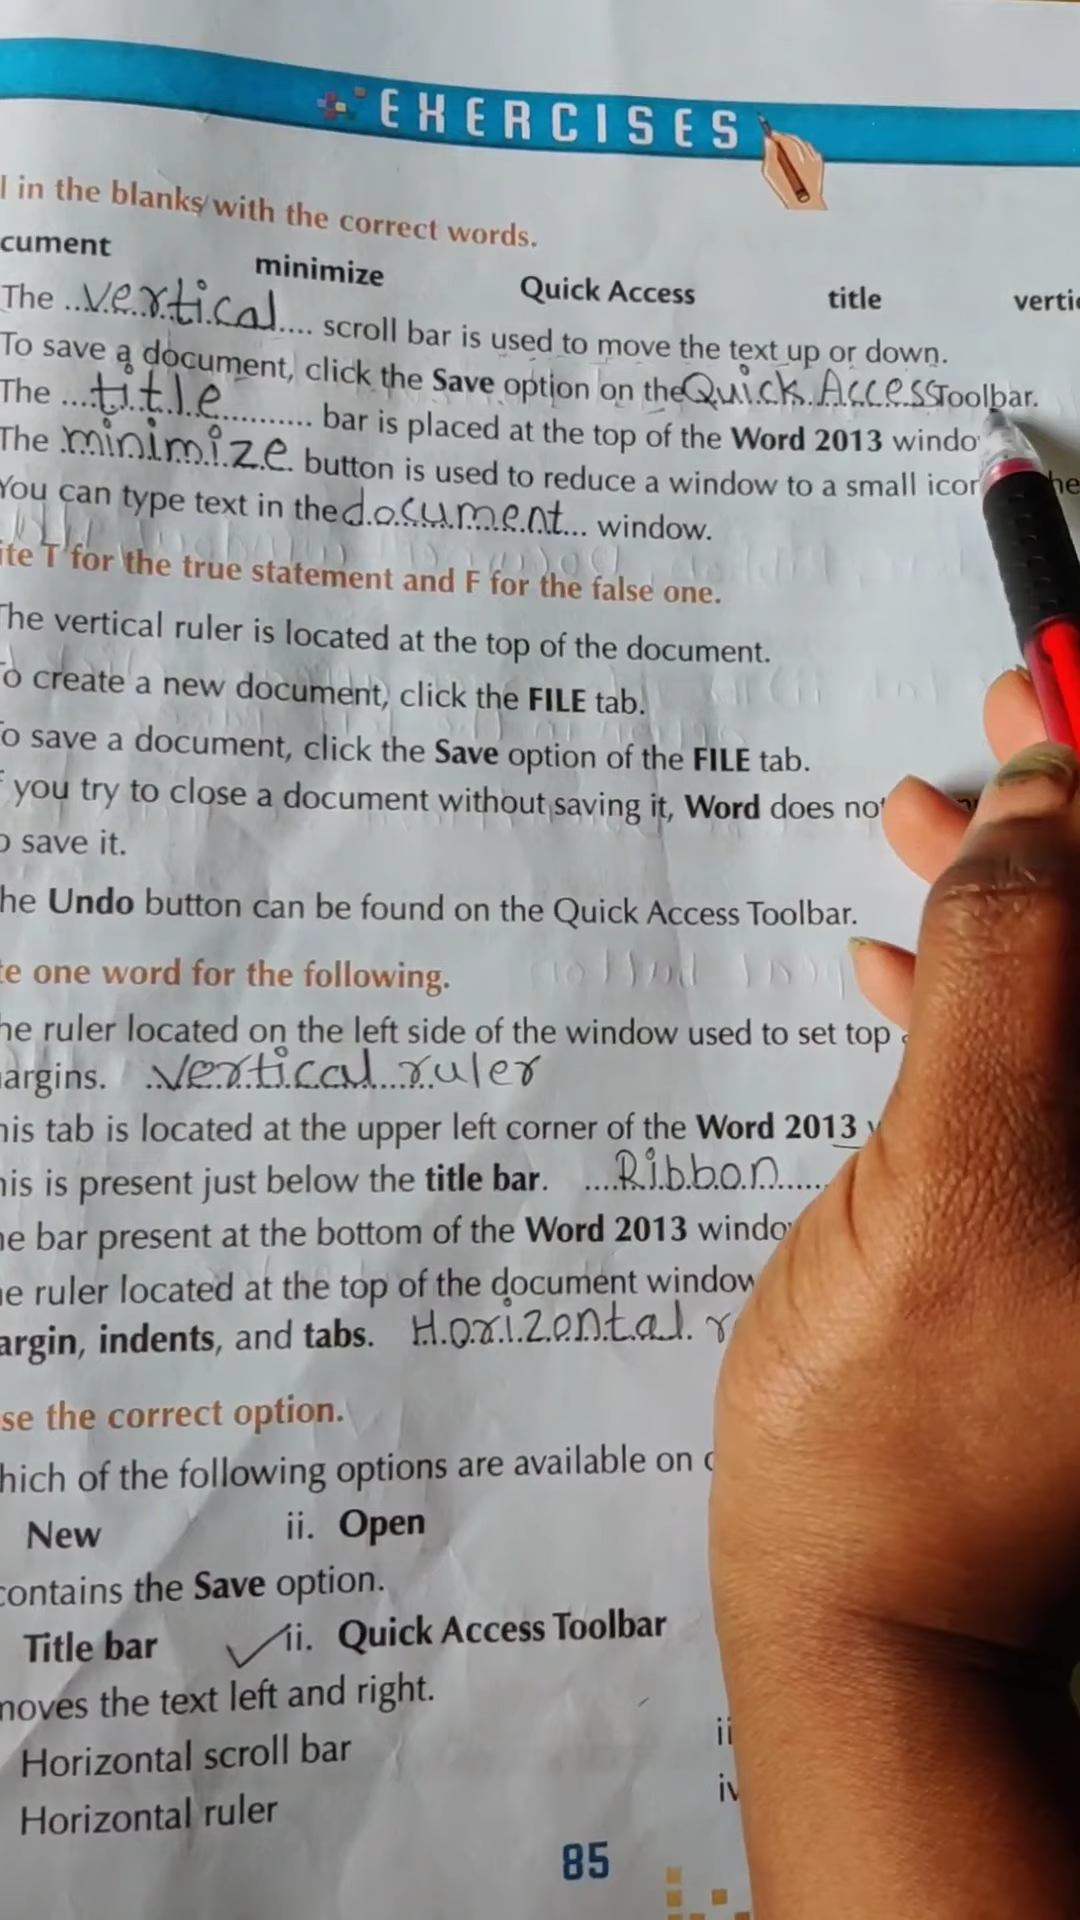 EXERCISES
in the blanks with the correct words.
cument minimize Quick Access title
The ..vertical.... scroll bar is used to move the text up or down.
To save a document, click the Save option on the Quick Access Toolbar.
The ....title.......... bar is placed at the top of the Word 2013
The .minimize. button is used to reduce a window to a small
You can type text in the document... window.
T for the true statement and F for the false one.
The vertical ruler is located at the top of the document.
To create a new document, click the FILE tab.
To save a document, click the Save option of the FILE tab.
you try to close a document without saving it, Word does
save it.
he Undo button can be found on the Quick Access Toolbar.
te one word for the following.
he ruler located on the left side of the window used to set top
argins. ..Vertical...ruler
his tab is located at the upper left corner of the Word 2013
his is present just below the title bar. ....Ribbon.....
he bar present at the bottom of the Word 2013
he ruler located at the top of the document window
argin, indents, and tabs. Horizental. r
se the correct option.
hich of the following options are available on
New ii. Open
contains the Save option.
Title bar ✓ii. Quick Access Toolbar
moves the text left and right.
Horizontal scroll bar
Horizontal ruler
85